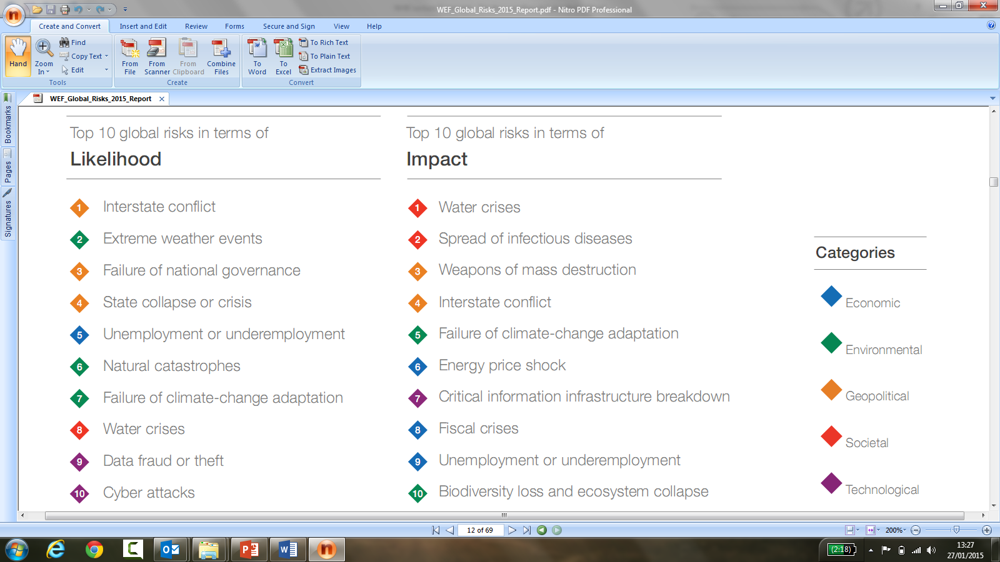 WEF_Global_Risks_2015_Report.pdf - Nitro PDF Professional
Create and Convert
Insert and Edit
Review
Forms
Secure and Sign
View
Help
Hand
Zoom In
Find
Copy Text
Edit
Tools
From File
From Scanner
From Clipboard
Combine Files
Create
To Word
To Excel
To Rich Text
To Plain Text
Extract Images
Convert
WEF_Global_Risks_2015_Report
Bookmarks
Pages
Signatures
Top 10 global risks in terms of
Likelihood
1 Interstate conflict
2 Extreme weather events
3 Failure of national governance
4 State collapse or crisis
5 Unemployment or underemployment
6 Natural catastrophes
7 Failure of climate-change adaptation
8 Water crises
9 Data fraud or theft
10 Cyber attacks
Top 10 global risks in terms of
Impact
1 Water crises
2 Spread of infectious diseases
3 Weapons of mass destruction
4 Interstate conflict
5 Failure of climate-change adaptation
6 Energy price shock
7 Critical information infrastructure breakdown
8 Fiscal crises
9 Unemployment or underemployment
10 Biodiversity loss and ecosystem collapse
Categories
Economic
Environmental
Geopolitical
Societal
Technological
12 of 69
200%
(2:18)
13:27
27/01/2015